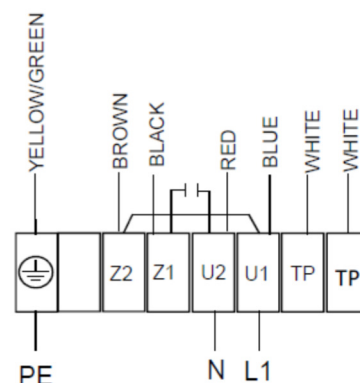 YELLOW/GREEN
BROWN
BLACK
RED
BLUE
WHITE
WHITE
Z2
Z1
U2
U1
TP
TP
PE
N
L1